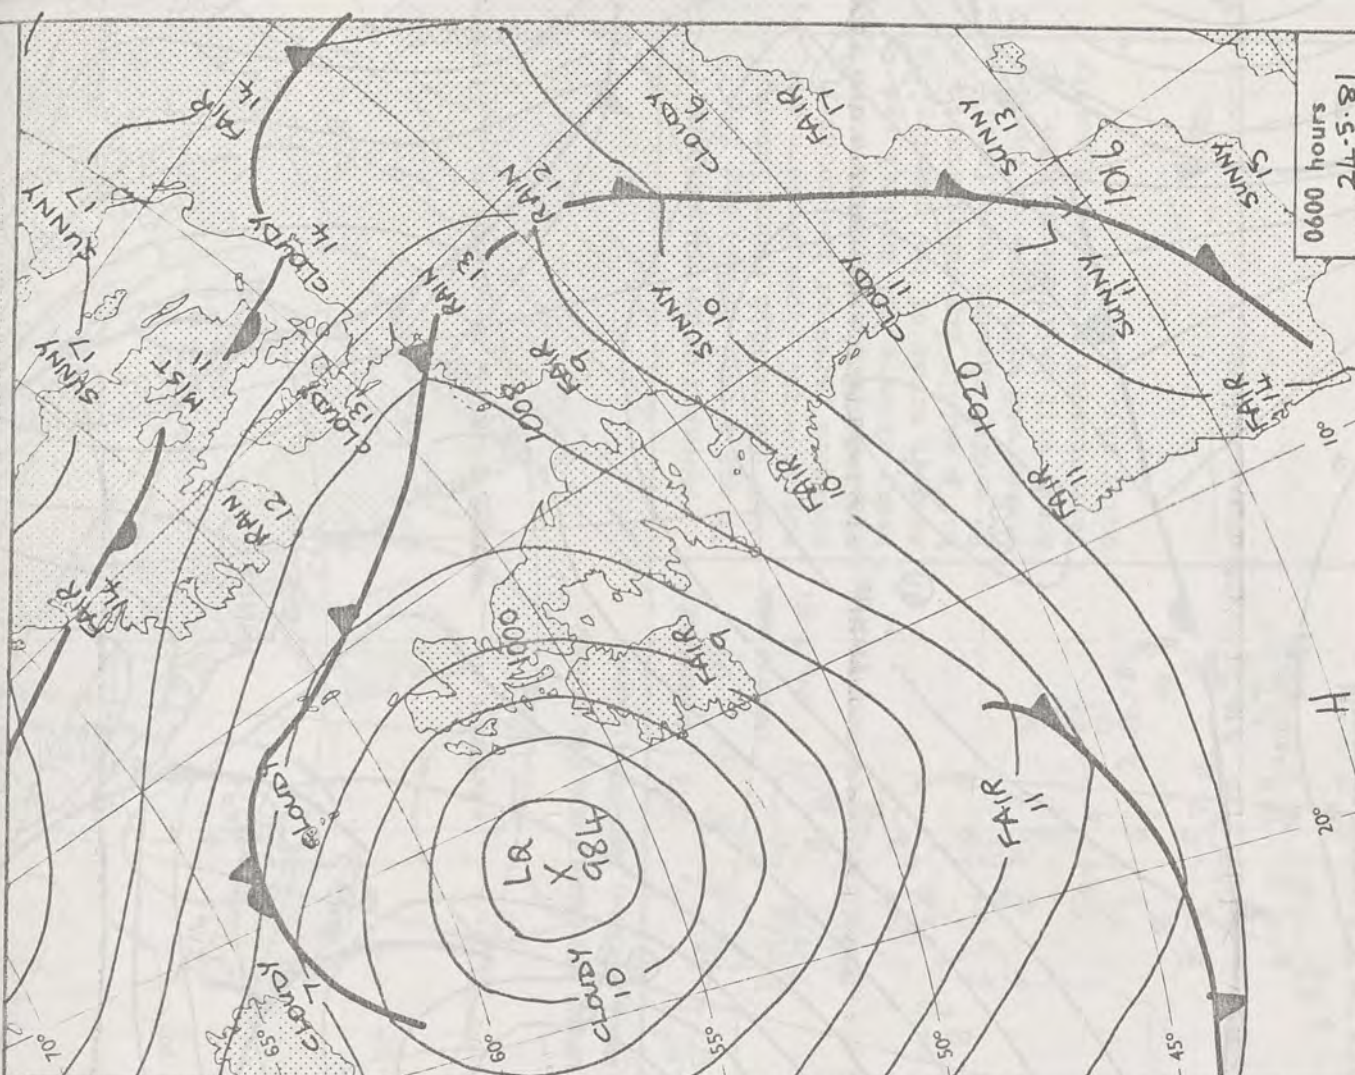 FAIR
14
SUNNY
17
CLOUDY
14
SUNNY
17
MIST
11
CLOUDY
13
RAIN
12
FAIR
14
RAIN
13
RAIN
12
CLOUDY
16
FAIR
17
SUNNY
13
1016
SUNNY
15
L
SUNNY
11
CLOUDY
11
SUNNY
10
FAIR
9
1008
FAIR
10
1020
FAIR
14
FAIR
11
10°
1000
FAIR
9
CLOUDY
LQ
X
984
CLOUDY
10
FAIR
11
H
20°
CLOUDY
7
70°
65°
60°
55°
50°
45°
0600 hours
24-5-81